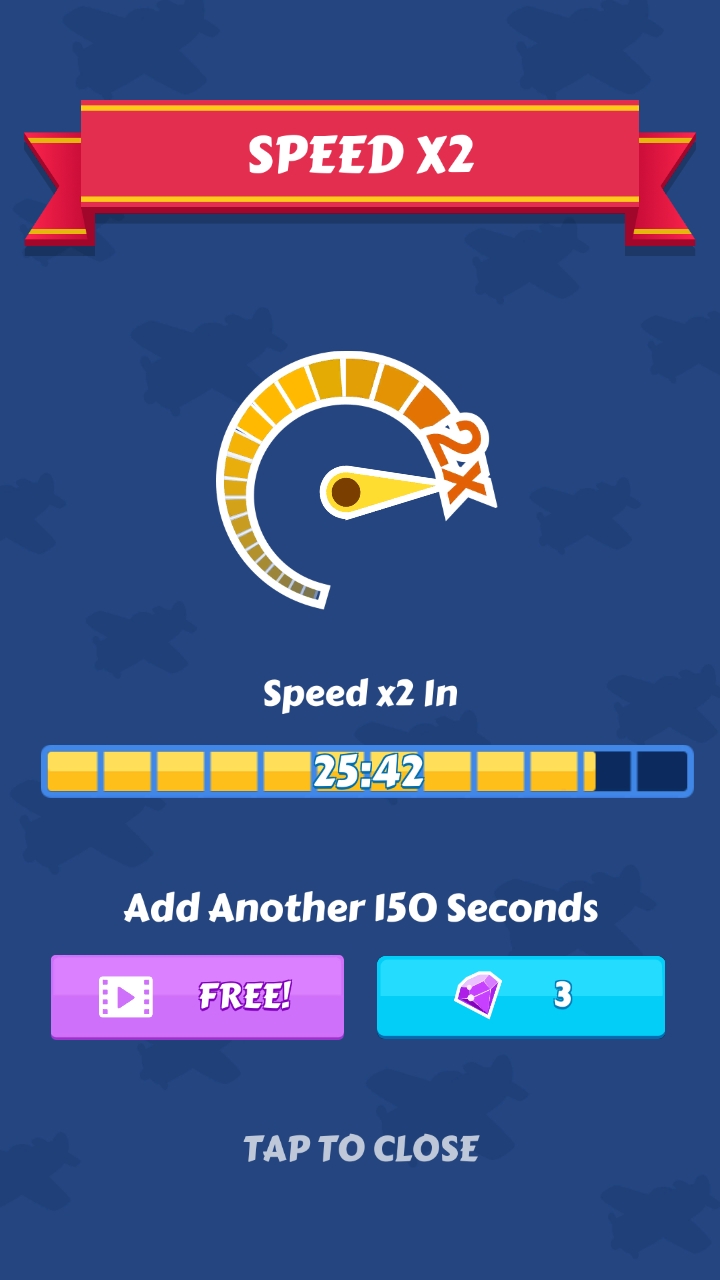 SPEED X2
2x
Speed x2 In
25:42
Add Another 150 Seconds
FREE!
3
TAP TO CLOSE